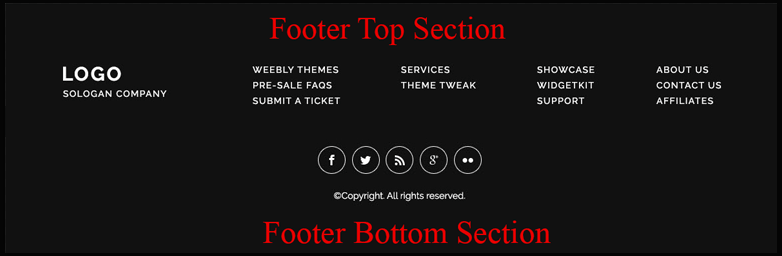 Footer Top Section
LOGO
SOLOGAN COMPANY
WEEBLY THEMES
PRE-SALE FAQS
SUBMIT A TICKET
SERVICES
THEME TWEAK
SHOWCASE
WIDGETKIT
SUPPORT
ABOUT US
CONTACT US
AFFILIATES
f
g+
©Copyright. All rights reserved.
Footer Bottom Section